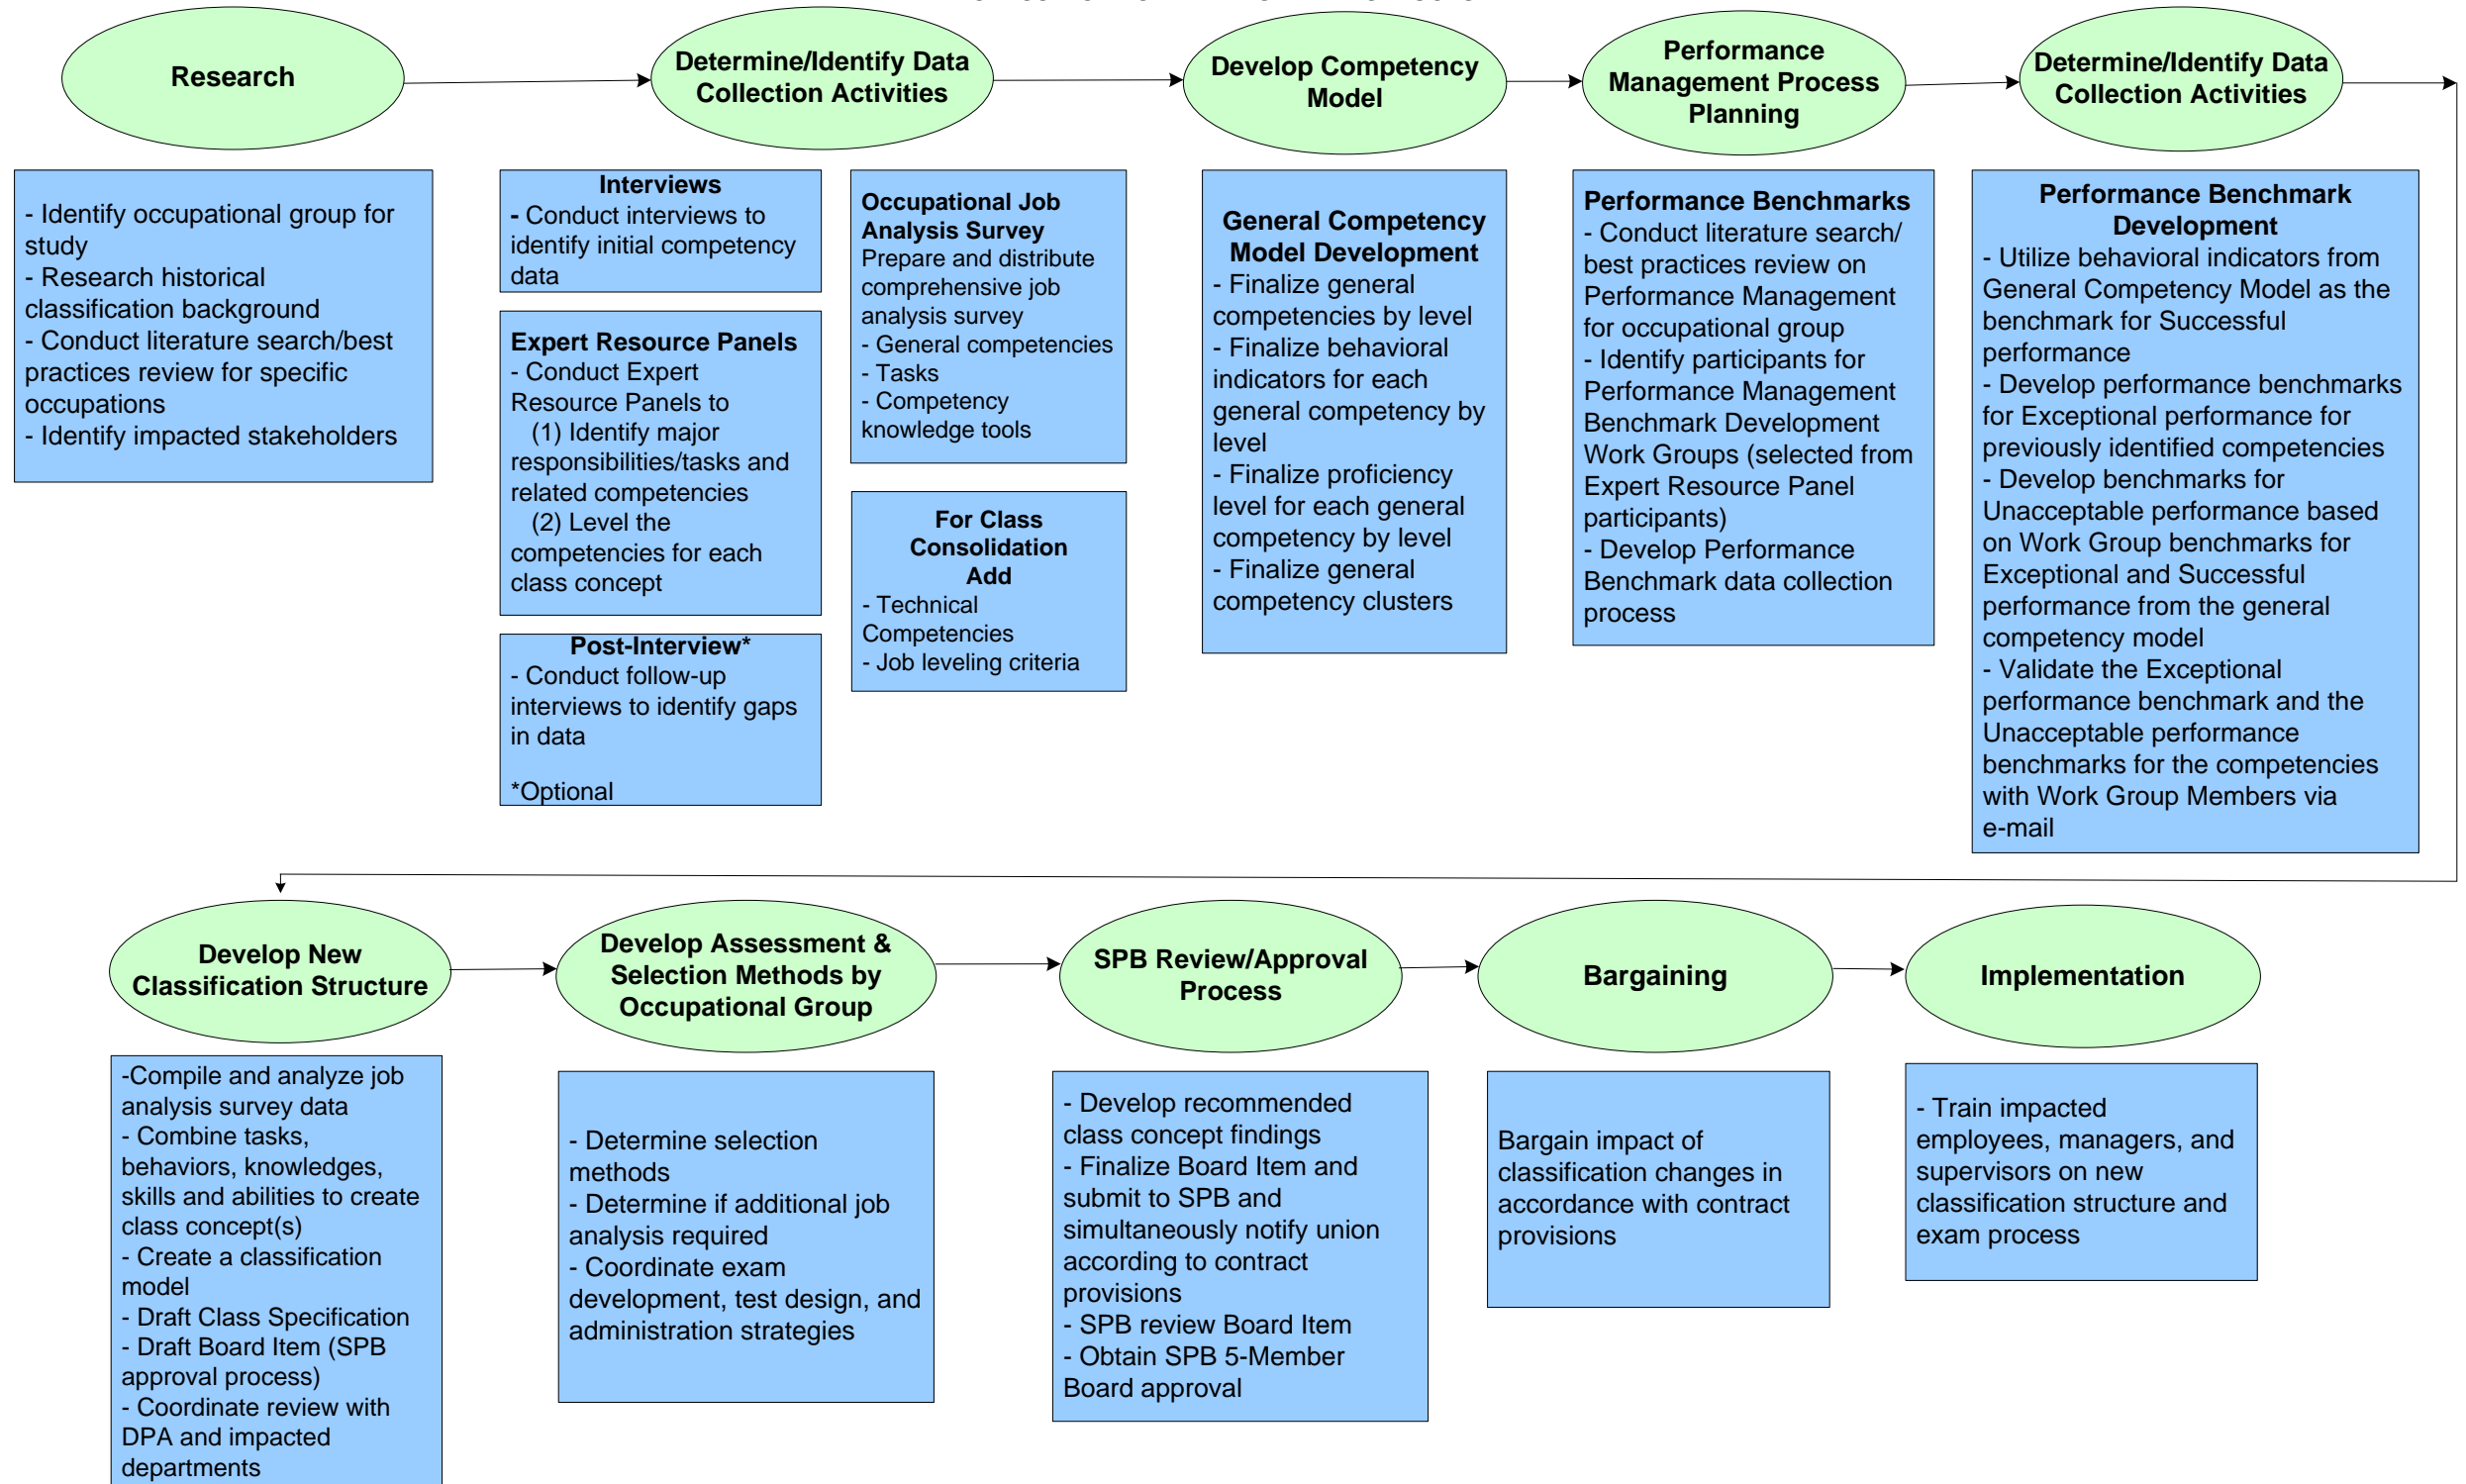 Research
Determine/Identify Data
Collection Activities
Develop Competency
Model
Performance
Management Process
Planning
Determine/Identify Data
Collection Activities
- Identify occupational group for
study
- Research historical
classification background
- Conduct literature search/best
practices review for specific
occupations
- Identify impacted stakeholders
Interviews
- Conduct interviews to
identify initial competency
data
Expert Resource Panels
- Conduct Expert
Resource Panels to
(1) Identify major
responsibilities/tasks and
related competencies
(2) Level the
competencies for each
class concept
Post-Interview*
- Conduct follow-up
interviews to identify gaps
in data
*Optional
Occupational Job
Analysis Survey
Prepare and distribute
comprehensive job
analysis survey
- General competencies
- Tasks
- Competency
knowledge tools
For Class
Consolidation
Add
- Technical
Competencies
- Job leveling criteria
General Competency
Model Development
- Finalize general
competencies by level
- Finalize behavioral
indicators for each
general competency by
level
- Finalize proficiency
level for each general
competency by level
- Finalize general
competency clusters
Performance Benchmarks
- Conduct literature search/
best practices review on
Performance Management
for occupational group
- Identify participants for
Performance Management
Benchmark Development
Work Groups (selected from
Expert Resource Panel
participants)
- Develop Performance
Benchmark data collection
process
Performance Benchmark
Development
- Utilize behavioral indicators from
General Competency Model as the
benchmark for Successful
performance
- Develop performance benchmarks
for Exceptional performance for
previously identified competencies
- Develop benchmarks for
Unacceptable performance based
on Work Group benchmarks for
Exceptional and Successful
performance from the general
competency model
- Validate the Exceptional
performance benchmark and the
Unacceptable performance
benchmarks for the competencies
with Work Group Members via
e-mail
Develop New
Classification Structure
Develop Assessment &
Selection Methods by
Occupational Group
SPB Review/Approval
Process
Bargaining
Implementation
-Compile and analyze job
analysis survey data
- Combine tasks,
behaviors, knowledges,
skills and abilities to create
class concept(s)
- Create a classification
model
- Draft Class Specification
- Draft Board Item (SPB
approval process)
- Coordinate review with
DPA and impacted
departments
- Determine selection
methods
- Determine if additional job
analysis required
- Coordinate exam
development, test design, and
administration strategies
- Develop recommended
class concept findings
- Finalize Board Item and
submit to SPB and
simultaneously notify union
according to contract
provisions
- SPB review Board Item
- Obtain SPB 5-Member
Board approval
Bargain impact of
classification changes in
accordance with contract
provisions
- Train impacted
employees, managers, and
supervisors on new
classification structure and
exam process